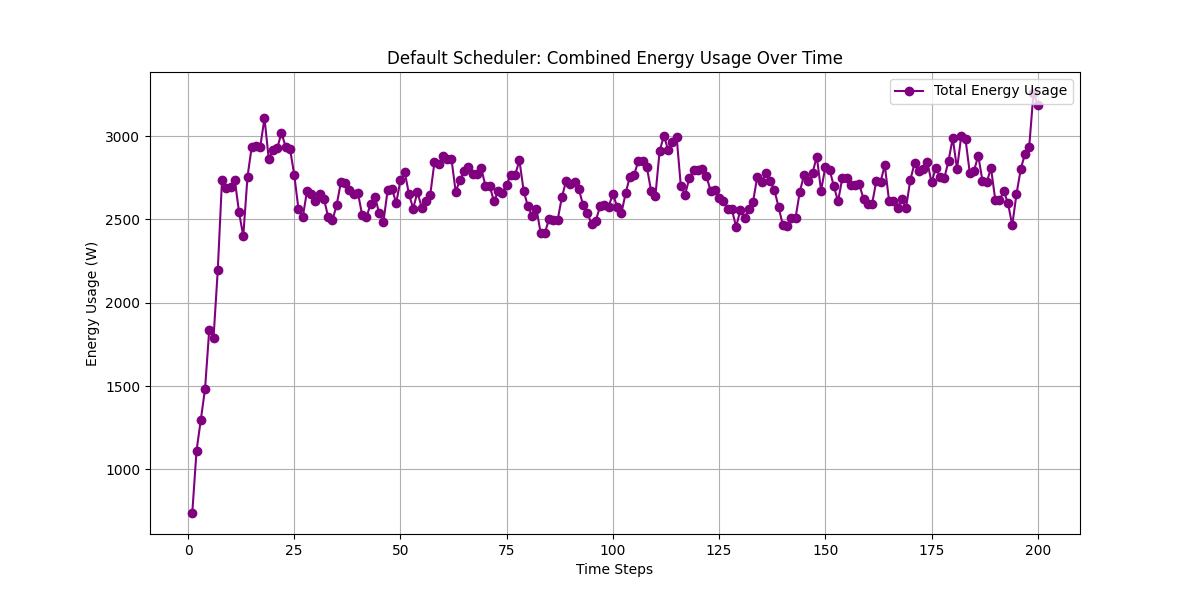 Default Scheduler: Combined Energy Usage Over Time
Total Energy Usage
Energy Usage (W)
3000
2500
2000
1500
1000
0 25 50 75 100 125 150 175 200
Time Steps